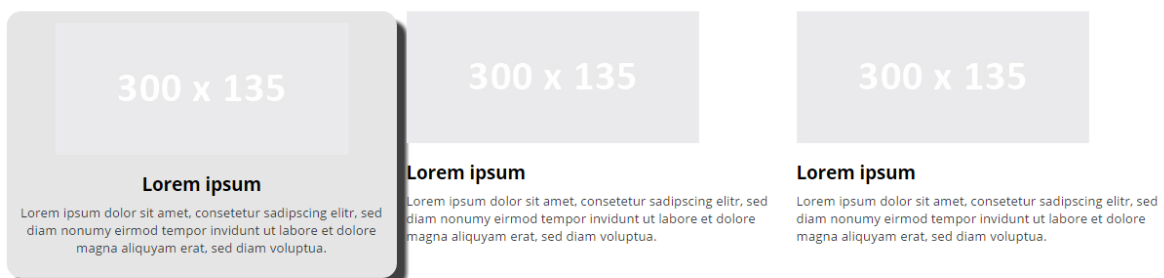 300 x 135
Lorem ipsum
Lorem ipsum dolor sit amet, consetetur sadipscing elitr, sed
diam nonumy eirmod tempor invidunt ut labore et dolore
magna aliquyam erat, sed diam voluptua.
300 x 135
Lorem ipsum
Lorem ipsum dolor sit amet, consetetur sadipscing elitr, sed
diam nonumy eirmod tempor invidunt ut labore et dolore
magna aliquyam erat, sed diam voluptua.
300 x 135
Lorem ipsum
Lorem ipsum dolor sit amet, consetetur sadipscing elitr, sed
diam nonumy eirmod tempor invidunt ut labore et dolore
magna aliquyam erat, sed diam voluptua.